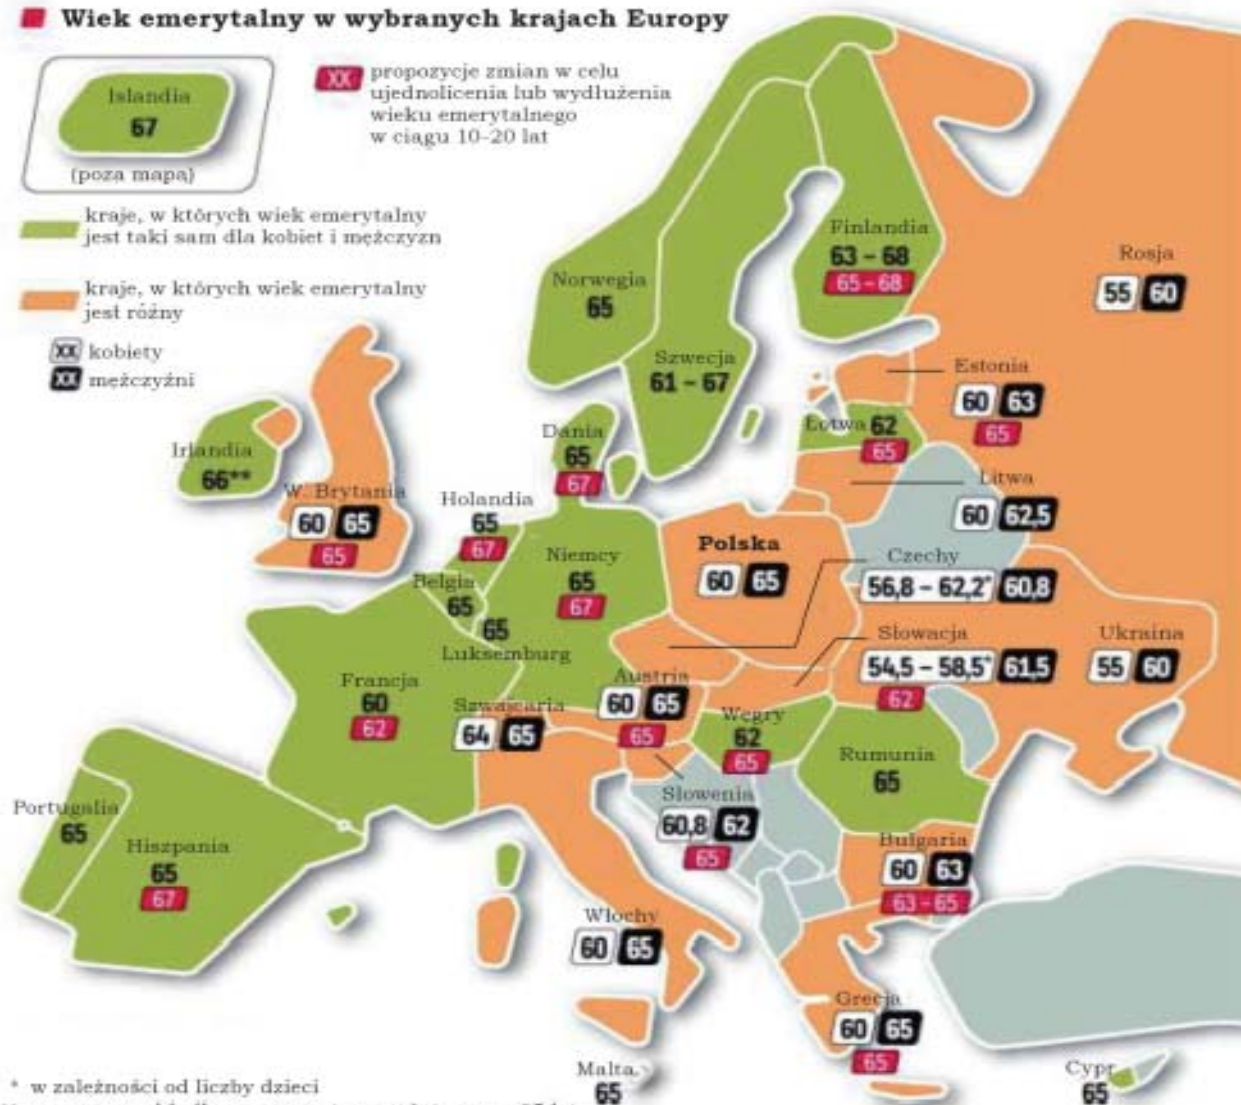 Wiek emerytalny w wybranych krajach Europy
Islandia
67
(poza mapą)
XX propozycje zmian w celu
ujednolicenia lub wydłużenia
wieku emerytalnego
w ciągu 10–20 lat
kraje, w których wiek emerytalny
jest taki sam dla kobiet i mężczyzn
kraje, w których wiek emerytalny
jest różny
XX kobiety
XX mężczyźni
Finlandia
63 – 68
65 – 68
Rosja
55 60
Norwegia
65
Szwecja
61 – 67
Estonia
60 63
65
Dania
65
67
Łotwa 62
65
Irlandia
66**
W. Brytania
60 65
65
Holandia
65
67
Litwa
60 62,5
Niemcy
65
67
Polska
60 65
Czechy
56,8 – 62,2* 60,8
Belgia
65
65
Luksemburg
Słowacja
54,5 – 58,5* 61,5
62
Ukraina
55 60
Francja
60
62
Szwajcaria
64 65
Austria
60 65
65
Węgry
62
65
Rumunia
65
Słowenia
60,8 62
65
Portugalia
65
Hiszpania
65
67
Bułgaria
60 63
63 – 65
Włochy
60 65
Grecja
60 65
65
Malta
65
Cypr
65
* w zależności od liczby dzieci